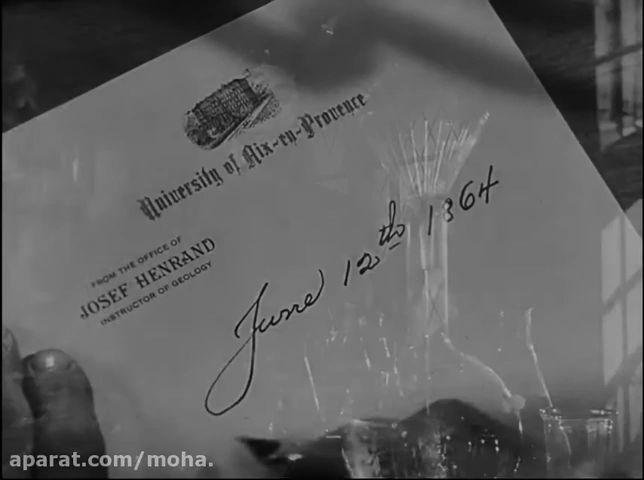 University of Aix-en-Provence
FROM THE OFFICE OF
JOSEF HENRAND
INSTRUCTOR OF GEOLOGY
June 12th 1864
aparat.com/moha.